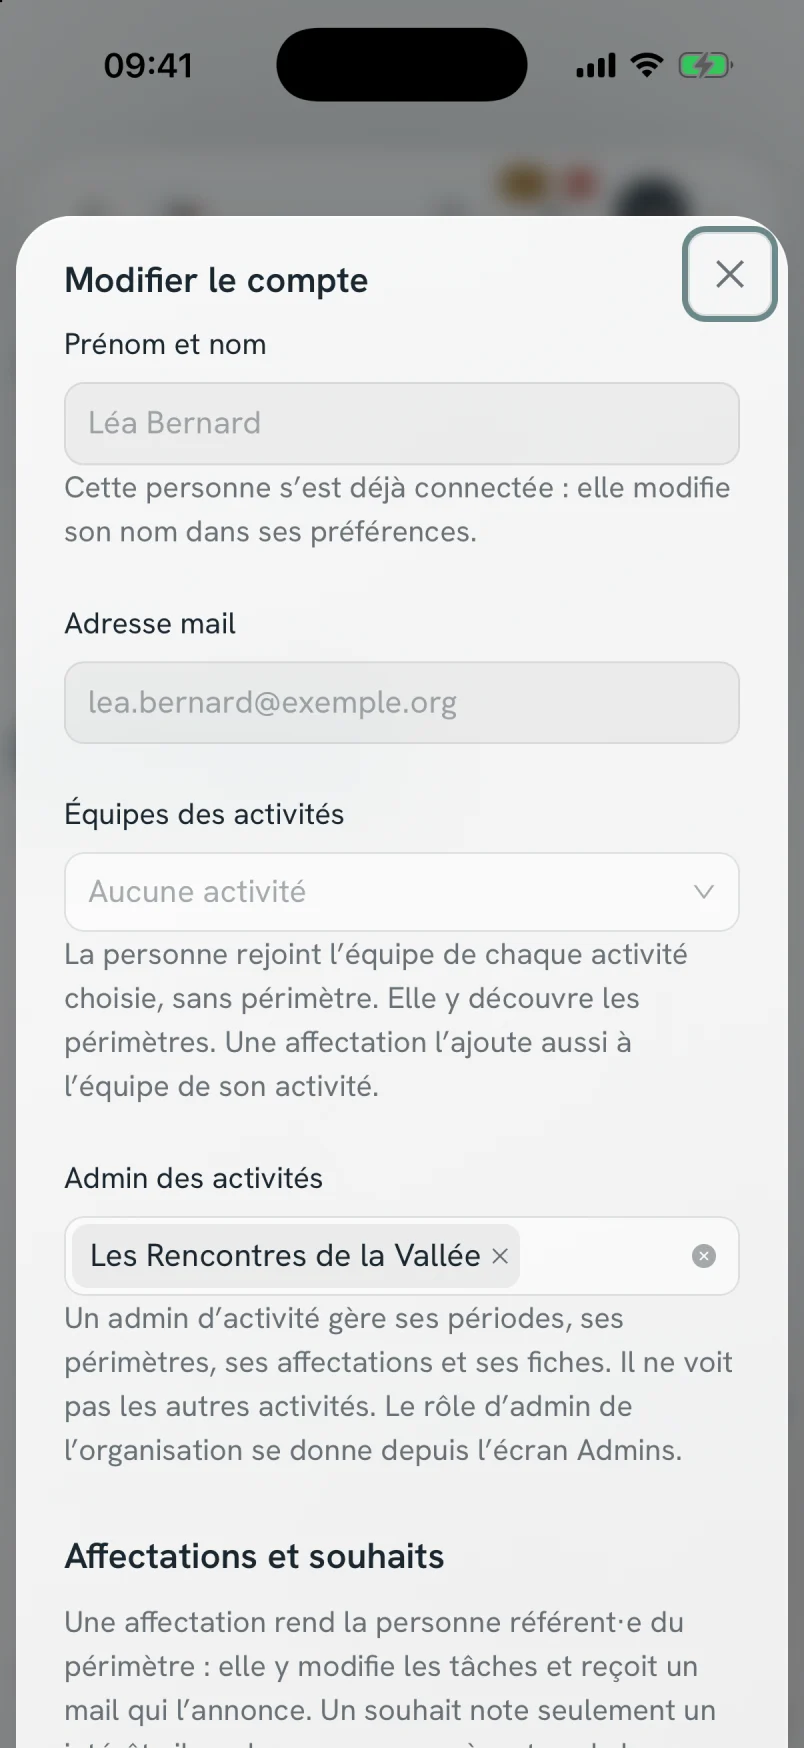 09:41
Modifier le compte
Prénom et nom
Léa Bernard
Cette personne s’est déjà connectée : elle modifie
son nom dans ses préférences.
Adresse mail
lea.bernard@exemple.org
Équipes des activités
Aucune activité
La personne rejoint l’équipe de chaque activité
choisie, sans périmètre. Elle y découvre les
périmètres. Une affectation l’ajoute aussi à
l’équipe de son activité.
Admin des activités
Les Rencontres de la Vallée
Un admin d’activité gère ses périodes, ses
périmètres, ses affectations et ses fiches. Il ne voit
pas les autres activités. Le rôle d’admin de
l’organisation se donne depuis l’écran Admins.
Affectations et souhaits
Une affectation rend la personne référent·e du
périmètre : elle y modifie les tâches et reçoit un
mail qui l’annonce. Un souhait note seulement un